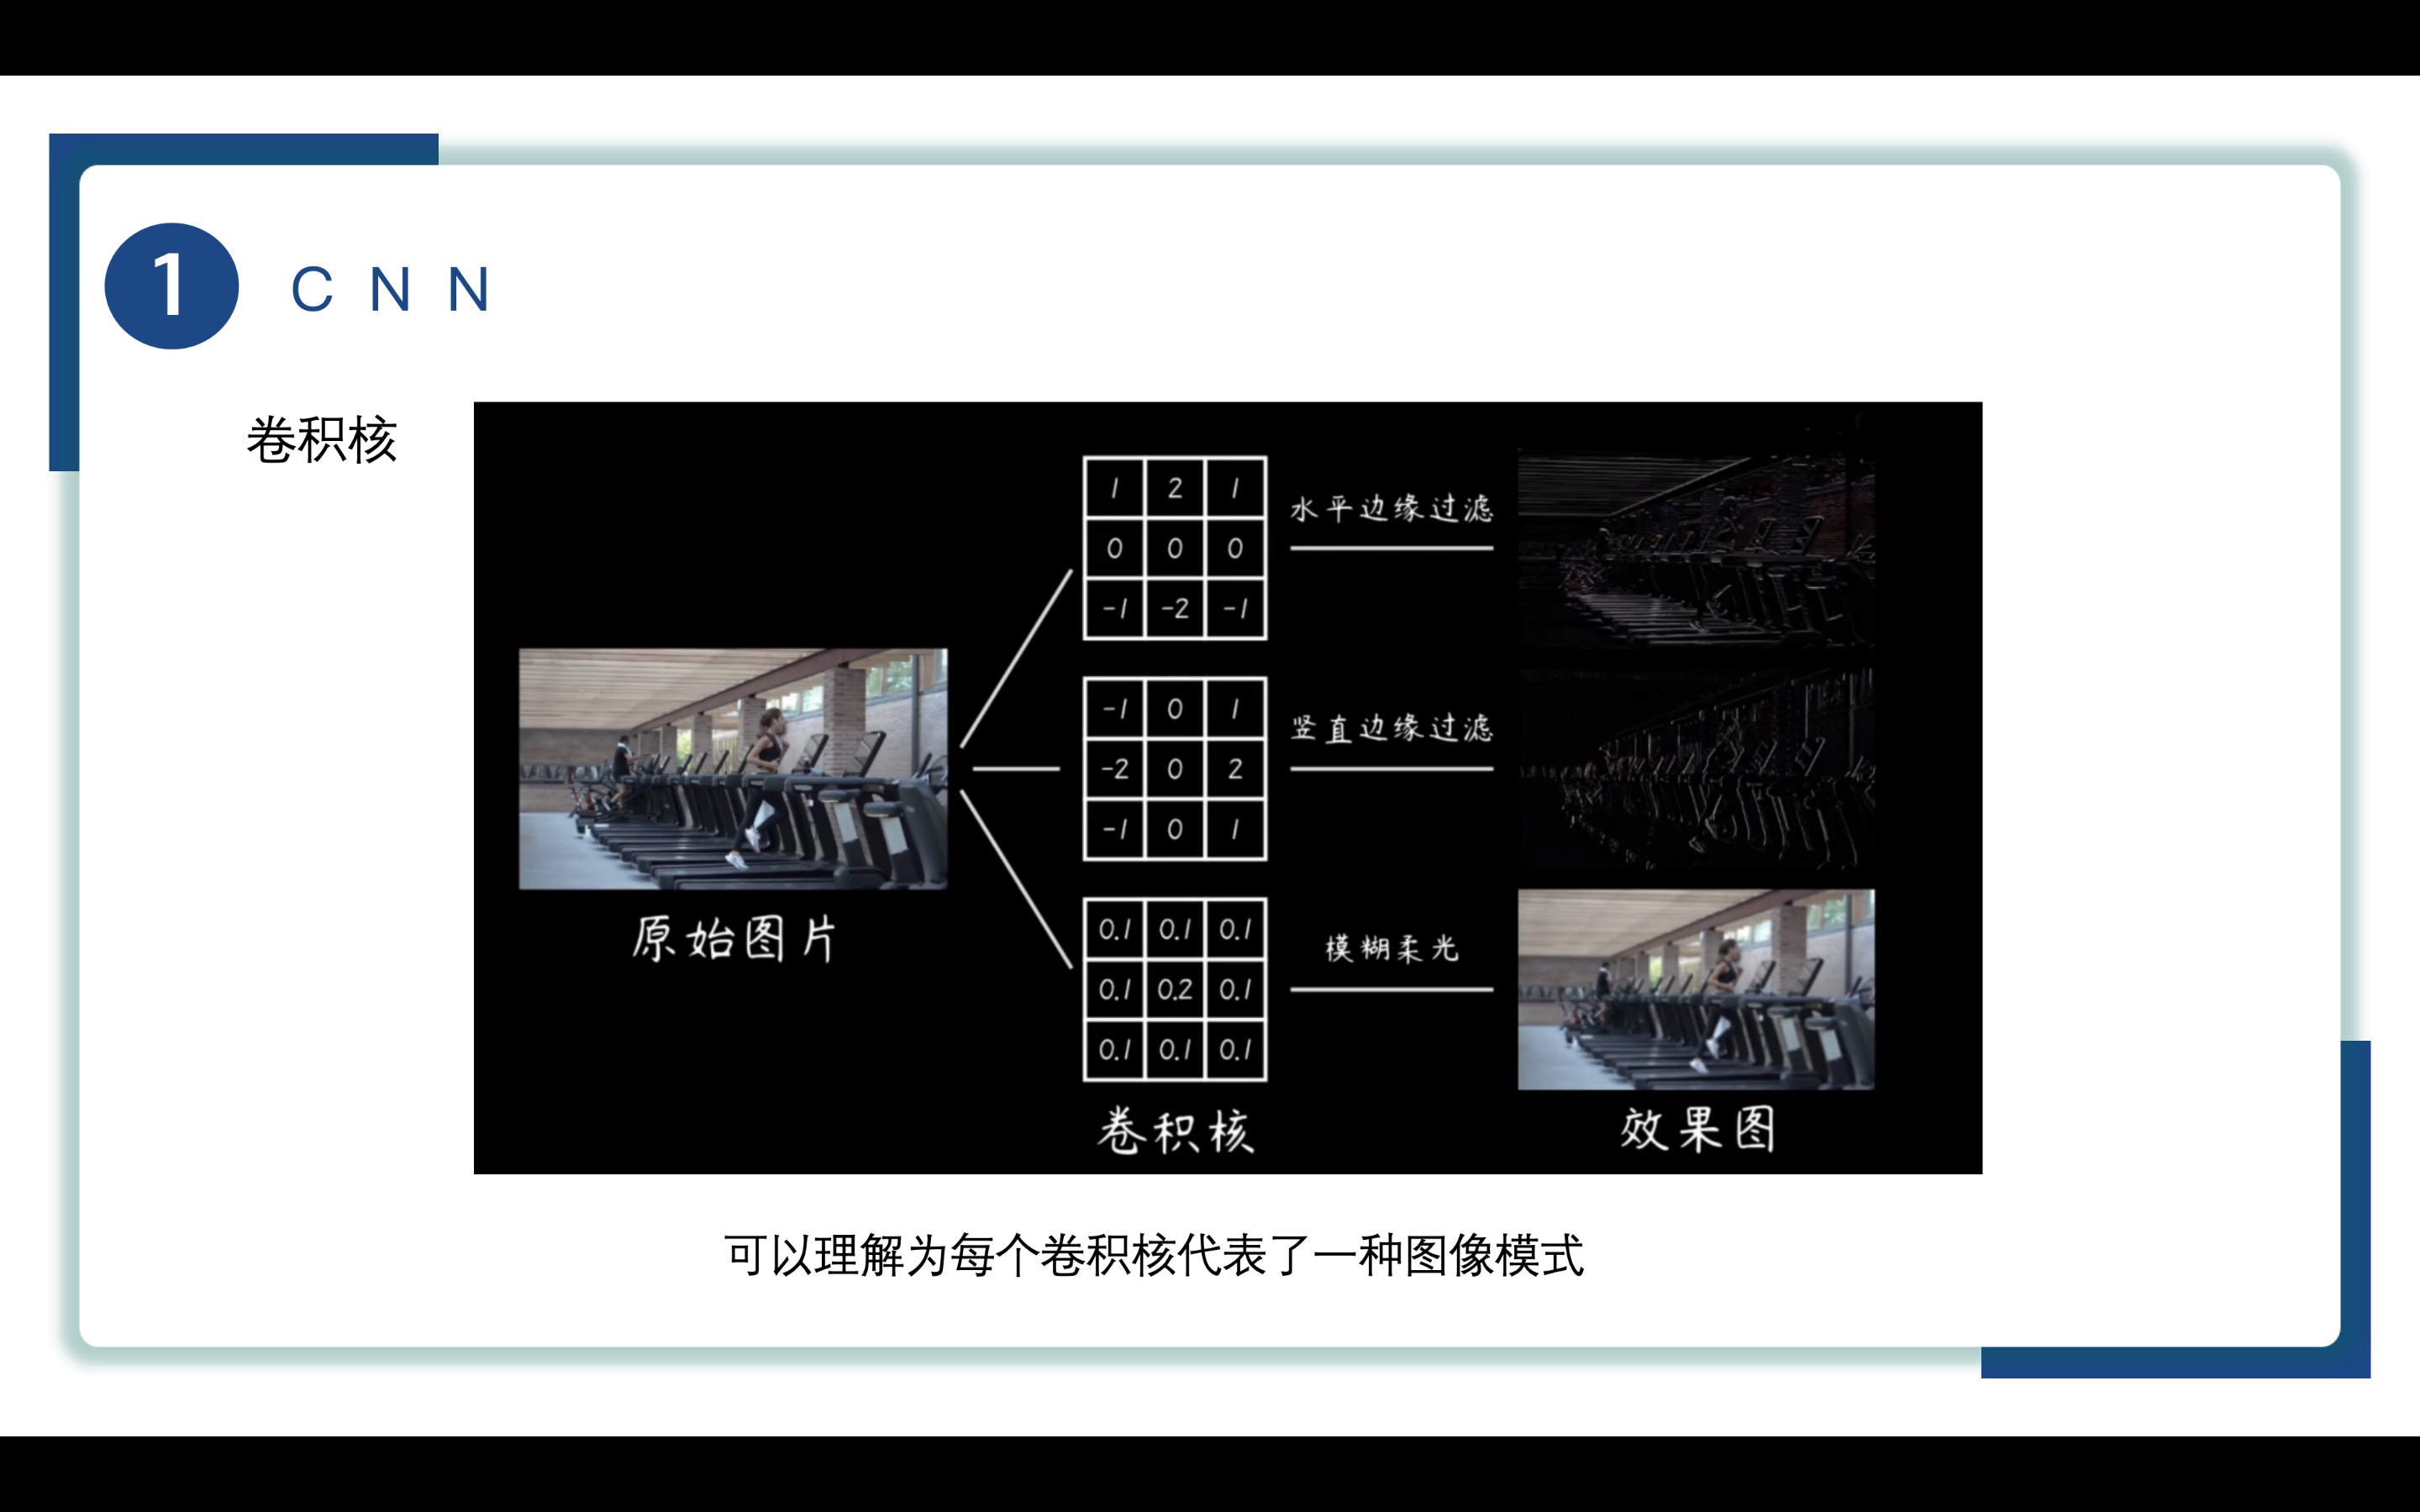 1 CNN
卷积核
1 2 1
0 0 0
-1 -2 -1
水平边缘过滤
-1 0 1
-2 0 2
-1 0 1
竖直边缘过滤
0.1 0.1 0.1
0.1 0.2 0.1
0.1 0.1 0.1
模糊柔光
原始图片
卷积核
效果图
可以理解为每个卷积核代表了一种图像模式